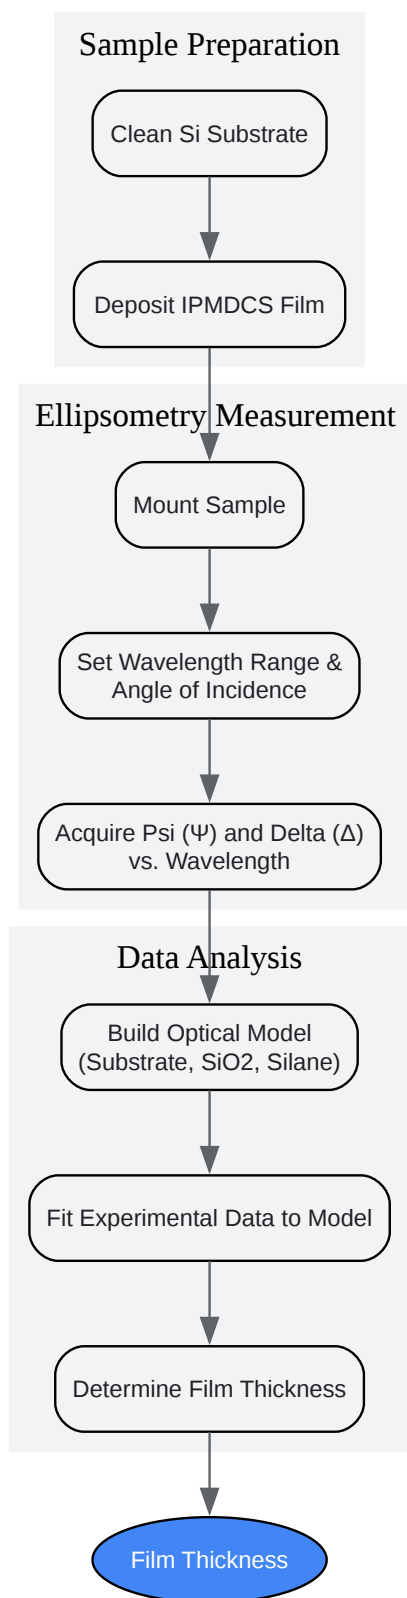 Sample Preparation
Clean Si Substrate
Deposit IPMDCS Film
Ellipsometry Measurement
Mount Sample
Set Wavelength Range &
Angle of Incidence
Acquire Psi (Ψ) and Delta (Δ)
vs. Wavelength
Data Analysis
Build Optical Model
(Substrate, SiO2, Silane)
Fit Experimental Data to Model
Determine Film Thickness
Film Thickness